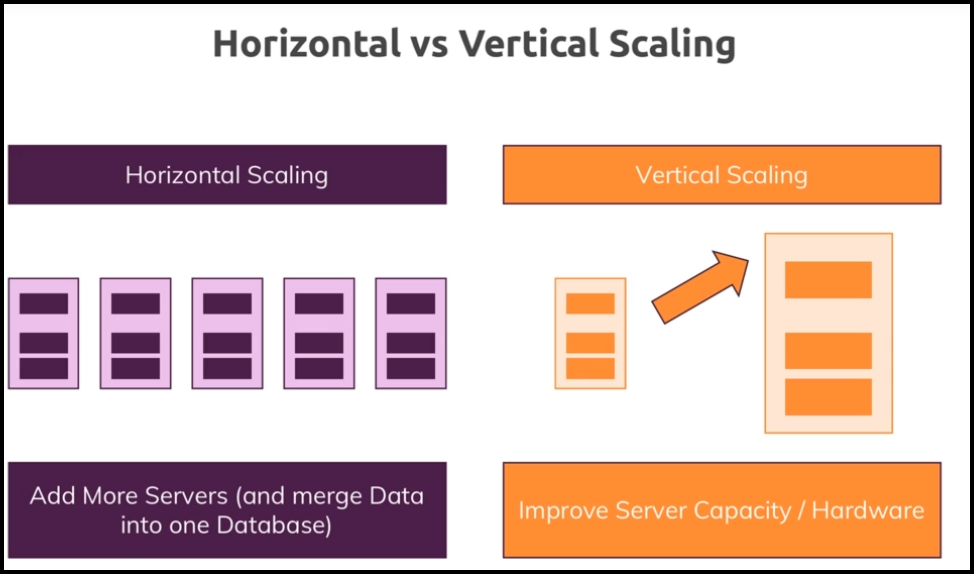 Horizontal vs Vertical Scaling
Horizontal Scaling
Vertical Scaling
Add More Servers (and merge Data
into one Database)
Improve Server Capacity / Hardware